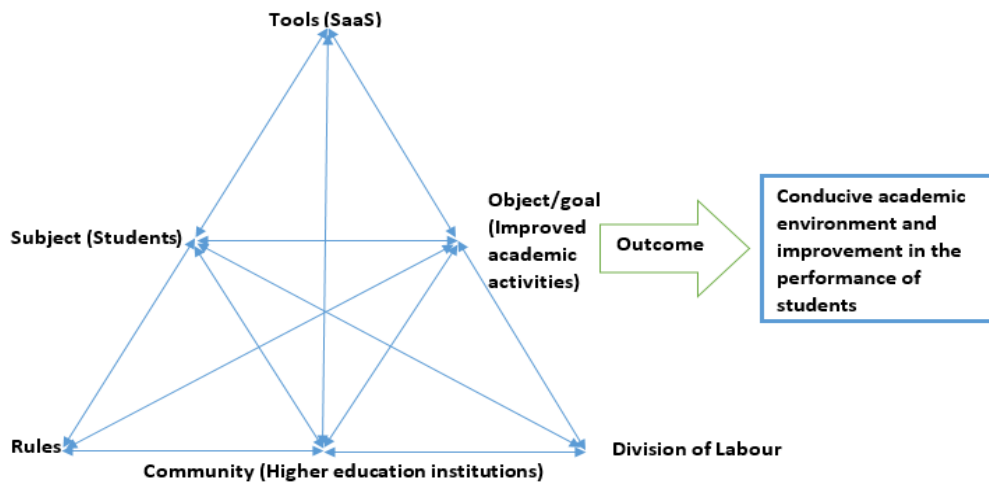 Tools (SaaS)
Subject (Students)
Object/goal
(Improved
academic
activities)
Outcome
Conducive academic
environment and
improvement in the
performance of
students
Rules
Community (Higher education institutions)
Division of Labour